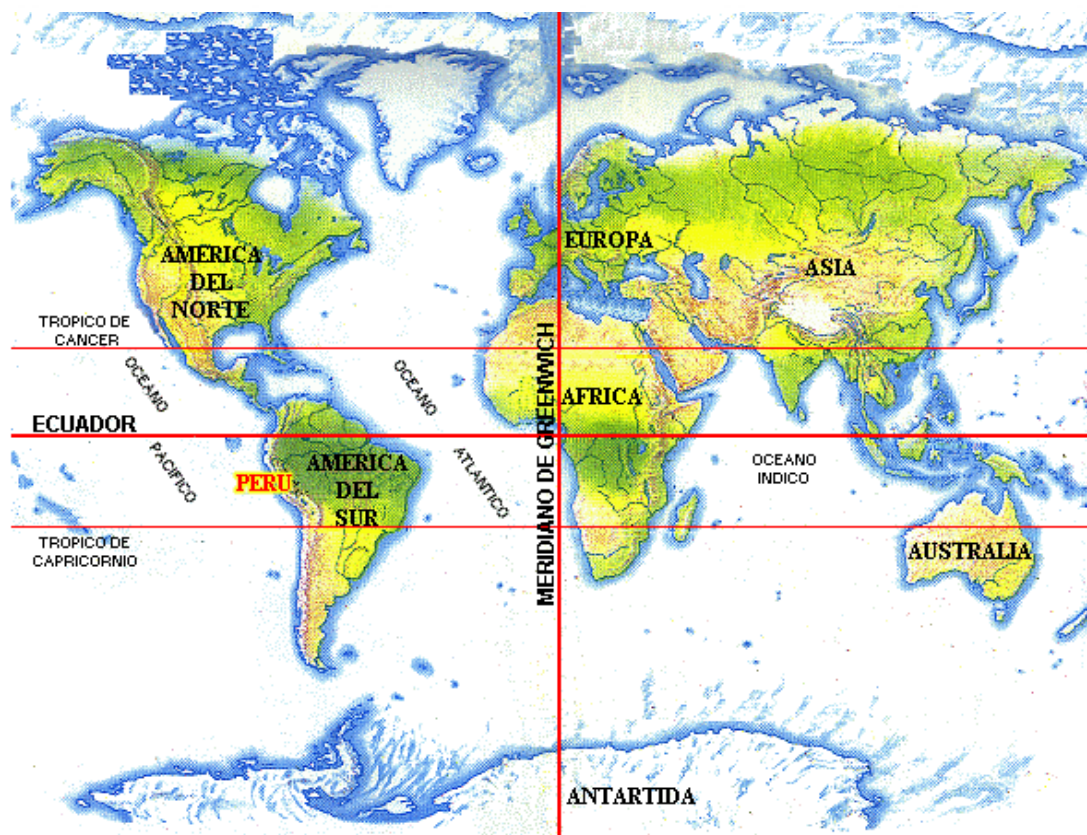 EUROPA
ASIA
AMERICA
DEL
NORTE
TROPICO DE
CANCER
OCEANO
PACIFICO
OCEANO
ATLANTICO
MERIDIANO DE GREENWICH
AFRICA
ECUADOR
PERU
AMERICA
DEL
SUR
OCEANO
INDICO
TROPICO DE
CAPRICORNIO
AUSTRALIA
ANTARTIDA